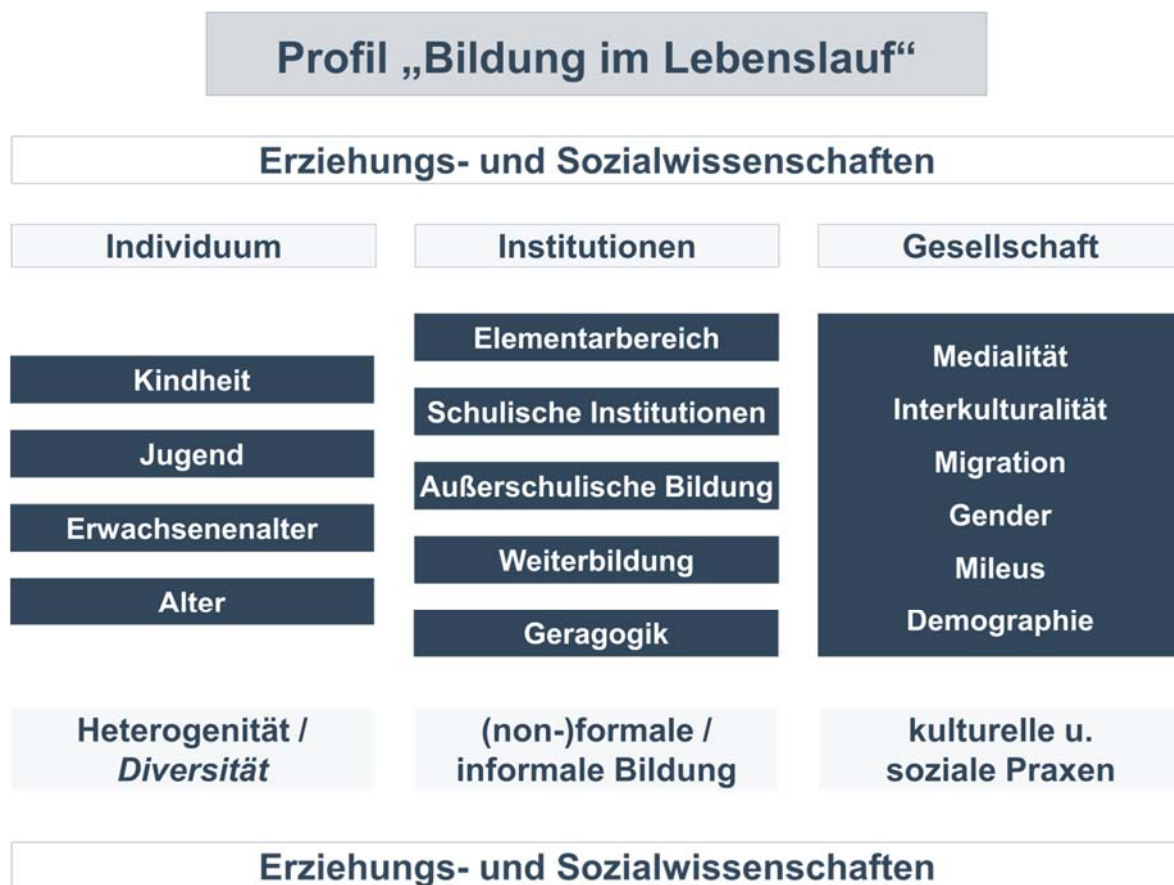 Profil „Bildung im Lebenslauf“
Erziehungs- und Sozialwissenschaften
Individuum
Kindheit
Jugend
Erwachsenenalter
Alter
Heterogenität /
Diversität
Institutionen
Elementarbereich
Schulische Institutionen
Außerschulische Bildung
Weiterbildung
Geragogik
(non-)formale /
informale Bildung
Gesellschaft
Medialität
Interkulturalität
Migration
Gender
Mileus
Demographie
kulturelle u.
soziale Praxen
Erziehungs- und Sozialwissenschaften